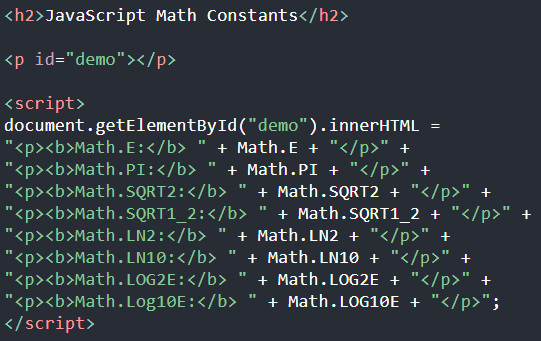 <h2>JavaScript Math Constants</h2>
<p id="demo"></p>
<script>
document.getElementById("demo").innerHTML =
"<p><b>Math.E:</b> " + Math.E + "</p>" +
"<p><b>Math.PI:</b> " + Math.PI + "</p>" +
"<p><b>Math.SQRT2:</b> " + Math.SQRT2 + "</p>" +
"<p><b>Math.SQRT1_2:</b> " + Math.SQRT1_2 + "</p>" +
"<p><b>Math.LN2:</b> " + Math.LN2 + "</p>" +
"<p><b>Math.LN10:</b> " + Math.LN10 + "</p>" +
"<p><b>Math.LOG2E:</b> " + Math.LOG2E + "</p>" +
"<p><b>Math.Log10E:</b> " + Math.LOG10E + "</p>";
</script>